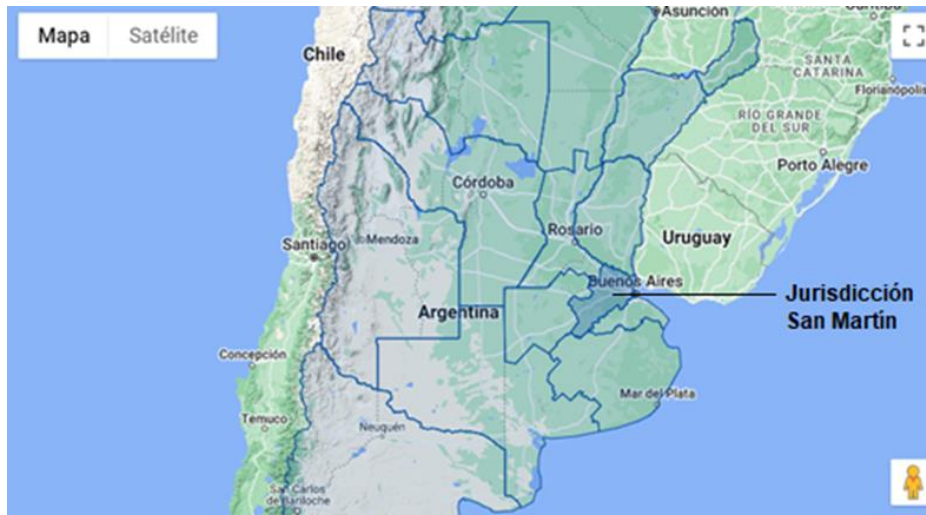 Mapa
Satélite
Asunción
Chile
SANTA
CATARINA
Florianópolis
RÍO GRANDE
DEL SUR
Porto Alegre
Córdoba
Rosario
Uruguay
Santiago
Mendoza
Buenos Aires
Jurisdicción
San Martín
Argentina
Concepción
Mar del Plata
Temuco
Neuquén
San Carlos
de Bariloche